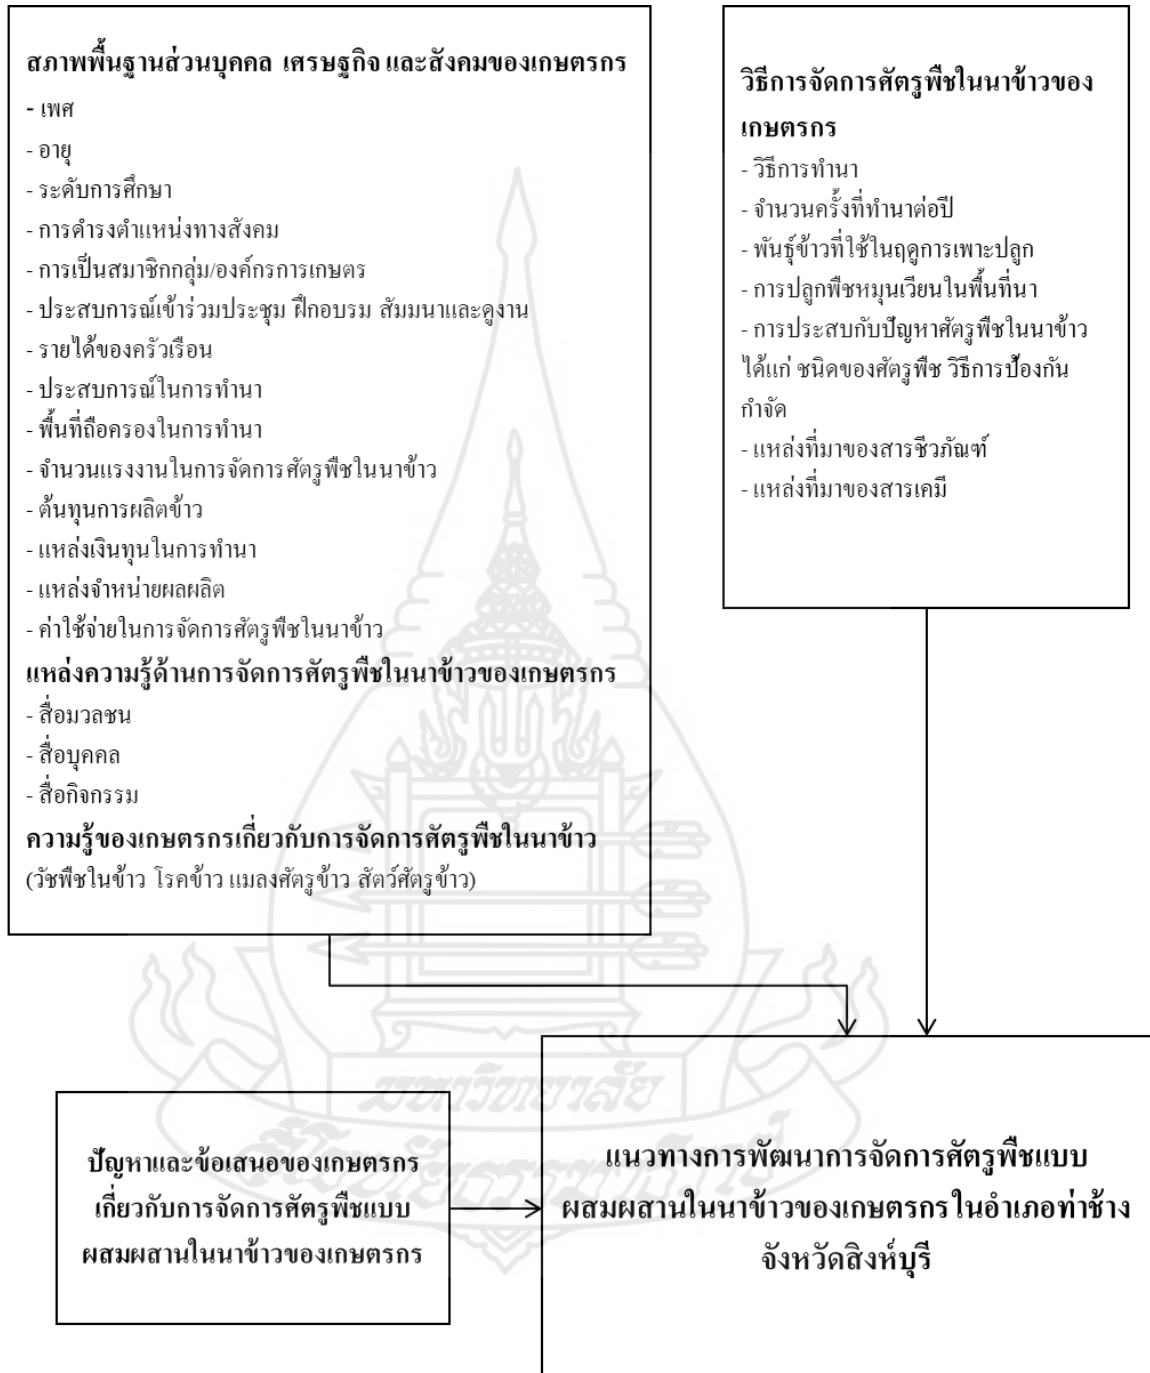 สภาพพื้นฐานส่วนบุคคล เศรษฐกิจ และสังคมของเกษตรกร
- เพศ
- อายุ
- ระดับการศึกษา
- การดำรงตำแหน่งทางสังคม
- การเป็นสมาชิกกลุ่ม/องค์กรการเกษตร
- ประสบการณ์เข้าร่วมประชุม ฝึกอบรม สัมมนาและดูงาน
- รายได้ของครัวเรือน
- ประสบการณ์ในการทำนา
- พื้นที่ถือครองในการทำนา
- จำนวนแรงงานในการจัดการศัตรูพืชในนาข้าว
- ต้นทุนการผลิตข้าว
- แหล่งเงินทุนในการทำนา
- แหล่งจำหน่ายผลผลิต
- ค่าใช้จ่ายในการจัดการศัตรูพืชในนาข้าว
แหล่งความรู้ด้านการจัดการศัตรูพืชในนาข้าวของเกษตรกร
- สื่อมวลชน
- สื่อบุคคล
- สื่อกิจกรรม
ความรู้ของเกษตรกรเกี่ยวกับการจัดการศัตรูพืชในนาข้าว
(วัชพืชในข้าว โรคข้าว แมลงศัตรูข้าว สัตว์ศัตรูข้าว)
วิธีการจัดการศัตรูพืชในนาข้าวของ
เกษตรกร
- วิธีการทำนา
- จำนวนครั้งที่ทำนาต่อปี
- พันธุ์ข้าวที่ใช้ในฤดูการเพาะปลูก
- การปลูกพืชหมุนเวียนในพื้นที่นา
- การประสบกับปัญหาศัตรูพืชในนาข้าว
ได้แก่ ชนิดของศัตรูพืช วิธีการป้องกัน
กำจัด
- แหล่งที่มาของสารชีวภัณฑ์
- แหล่งที่มาของสารเคมี
ปัญหาและข้อเสนอของเกษตรกร
เกี่ยวกับการจัดการศัตรูพืชแบบ
ผสมผสานในนาข้าวของเกษตรกร
แนวทางการพัฒนาการจัดการศัตรูพืชแบบ
ผสมผสานในนาข้าวของเกษตรกรในอำเภอท่าช้าง
จังหวัดสิงห์บุรี
มหาวิทยาลัย
สุโขทัยธรรมาธิราช